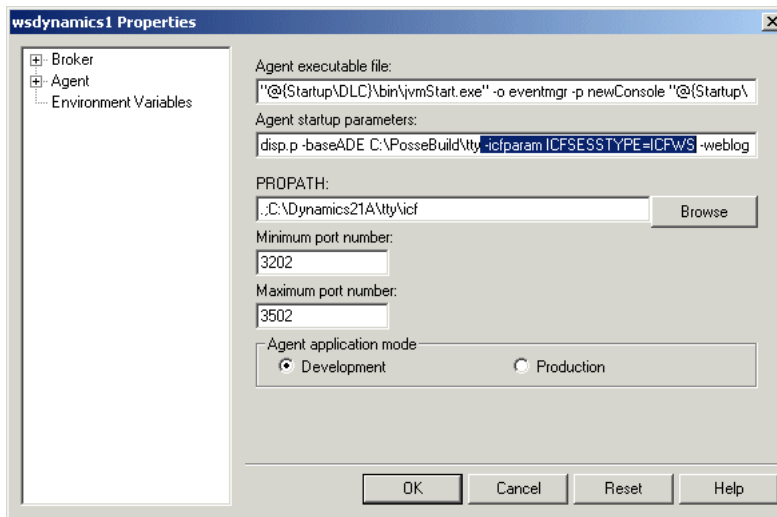 wsdynamics1 Properties
Broker
Agent
Environment Variables
Agent executable file:
"@{Startup\DLC}\bin\jvmStart.exe" -o eventmgr -p newConsole "@{Startup\
Agent startup parameters:
disp.p -baseADE C:\PosseBuild\tty -icfparam ICFSESSTYPE=ICFWS -weblog
PROPATH:
.;C:\Dynamics21A\tty\icf
Browse
Minimum port number:
3202
Maximum port number:
3502
Agent application mode
Development
Production
OK
Cancel
Reset
Help